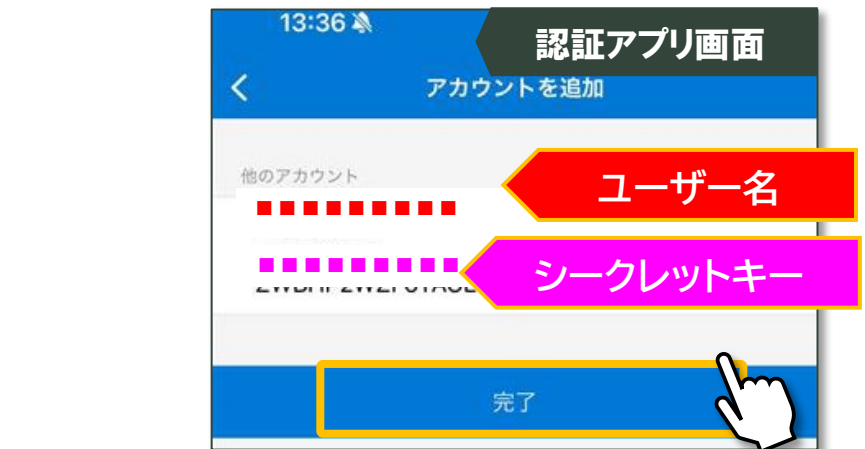 13:36
認証アプリ画面
アカウントを追加
他のアカウント
ユーザー名
シークレットキー
完了